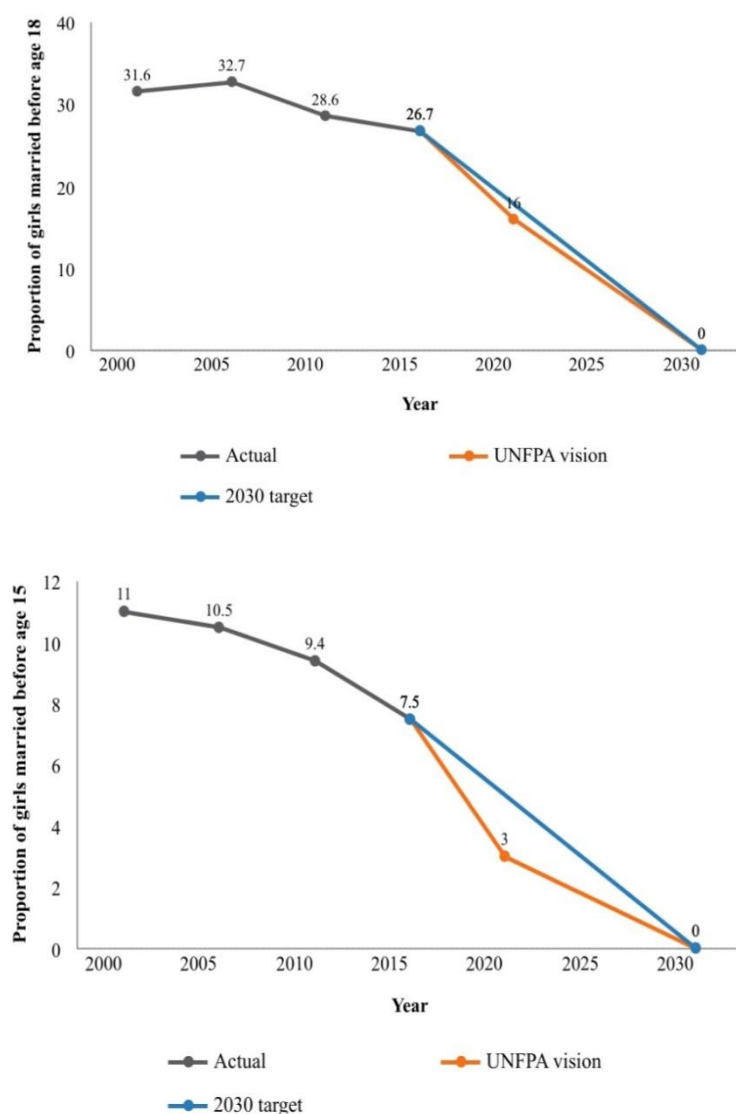 Proportion of girls married before age 18
40
30
20
10
0
31.6
32.7
28.6
26.7
16
0
2000 2005 2010 2015 2020 2025 2030
Year
Actual UNFPA vision
2030 target
Proportion of girls married before age 15
12
10
8
6
4
2
0
11
10.5
9.4
7.5
3
0
2000 2005 2010 2015 2020 2025 2030
Year
Actual UNFPA vision
2030 target